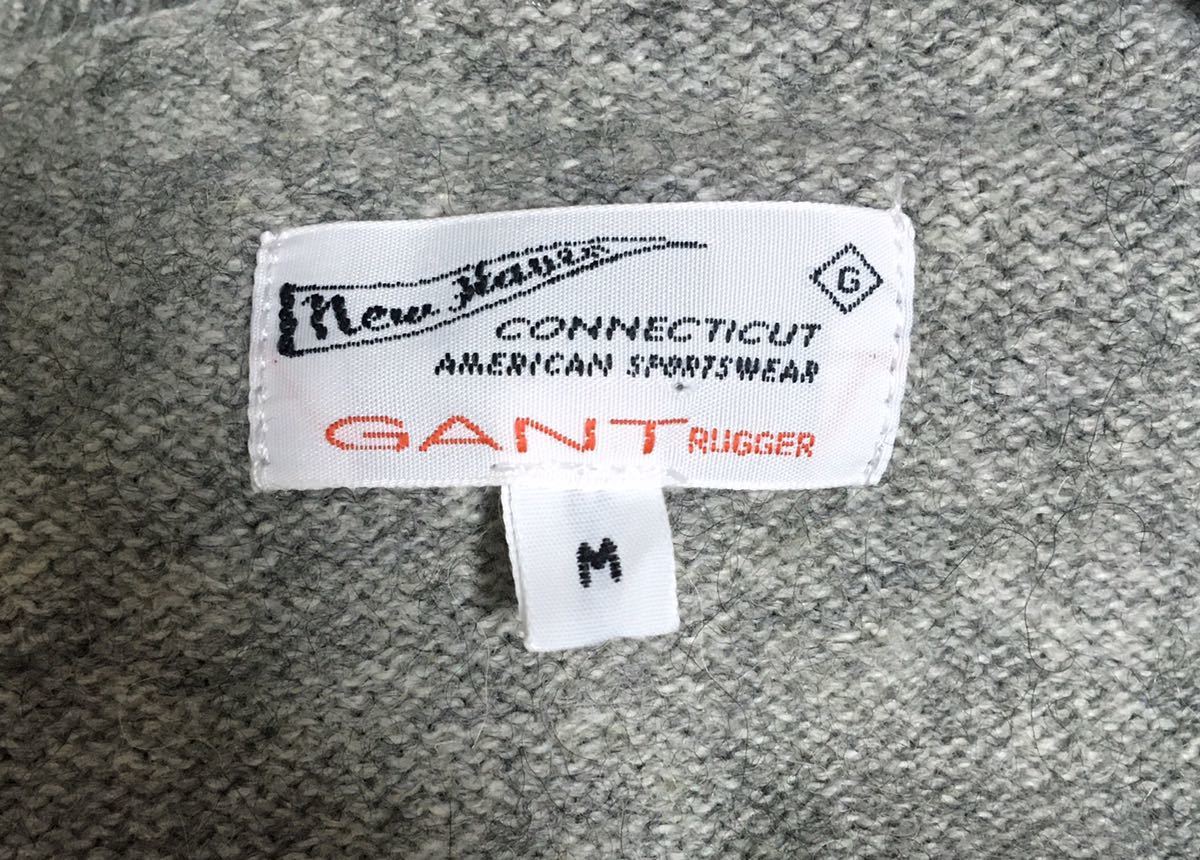 New Haven
G
CONNECTICUT
AMERICAN SPORTSWEAR
GANT RUGGER
M